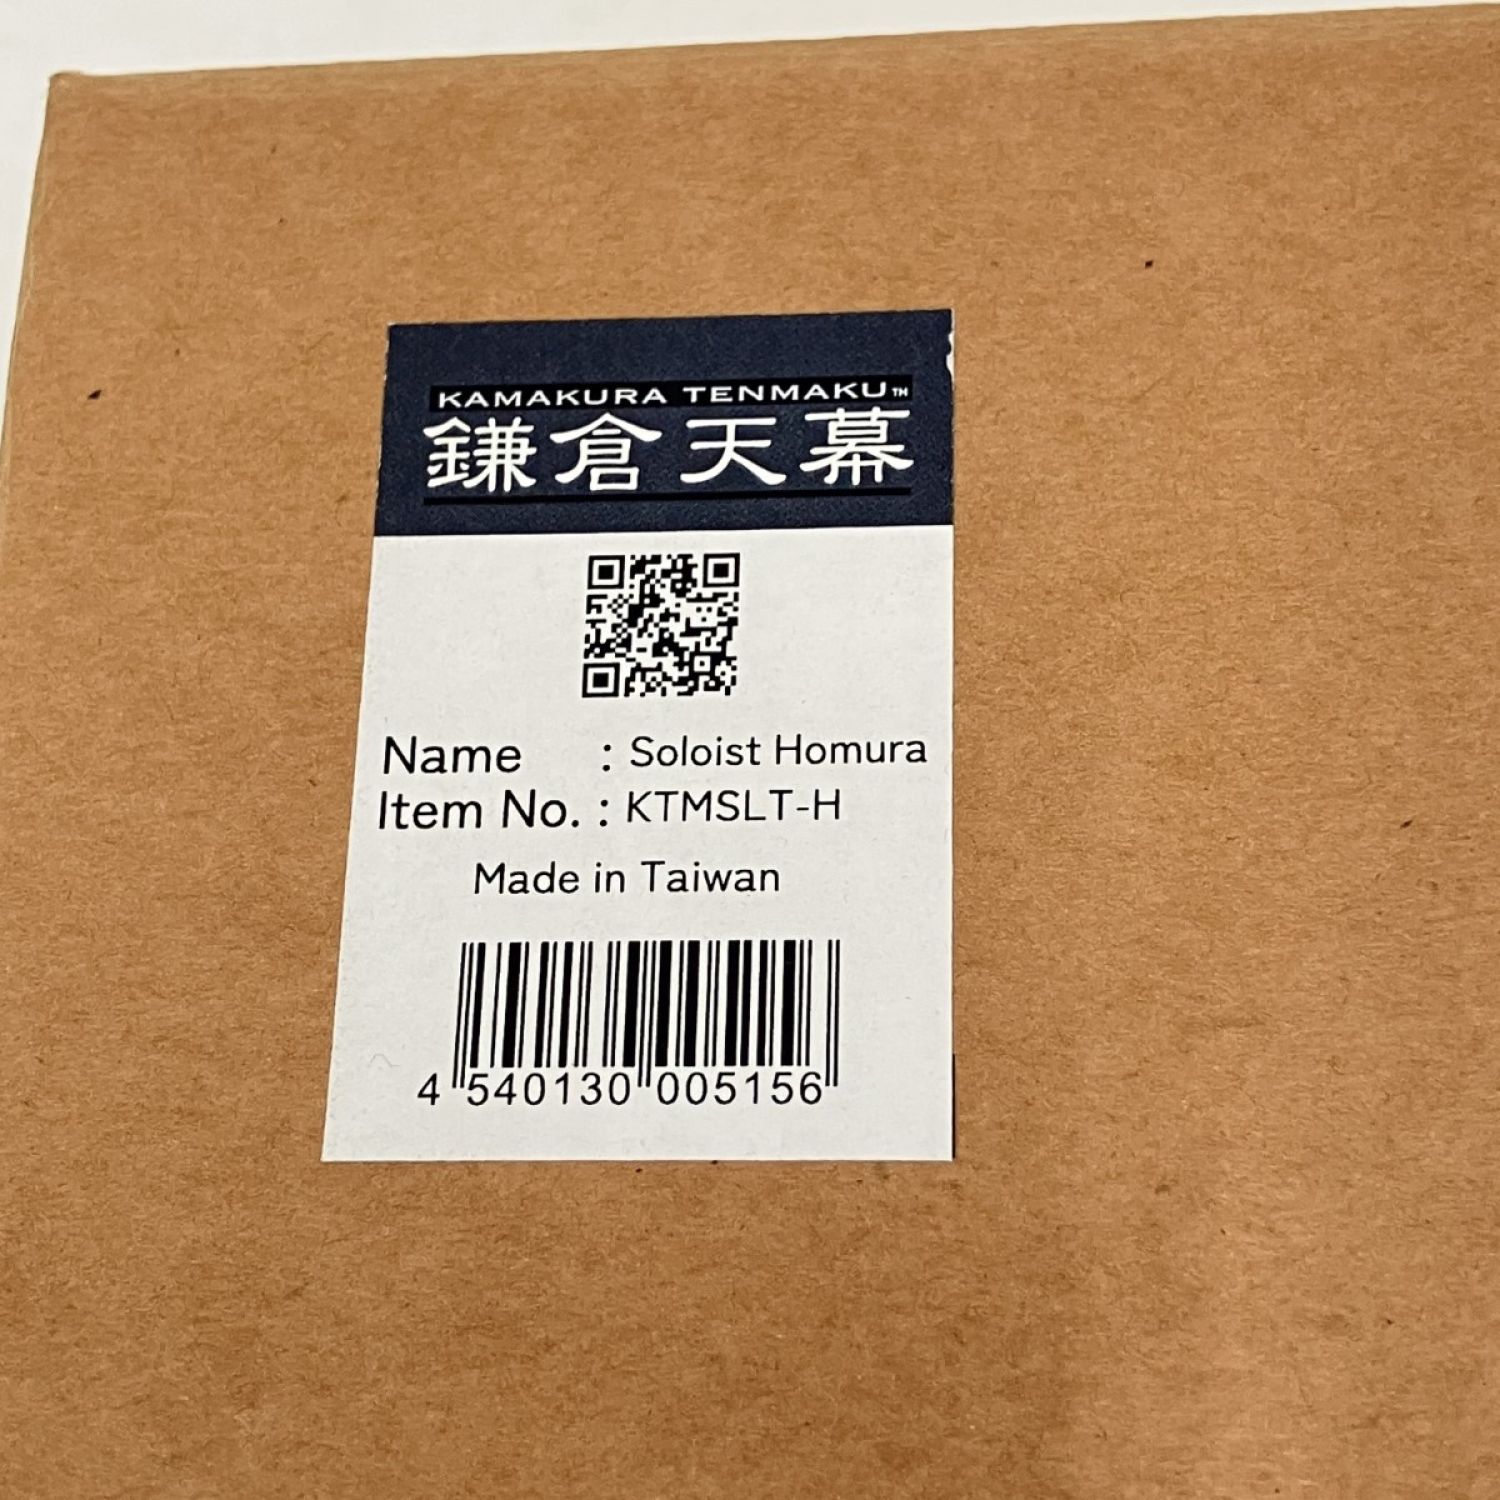 KAMAKURA TENMAKU™
鎌倉天幕
Name : Soloist Homura
Item No. : KTMSLT-H
Made in Taiwan
4 540130 005156